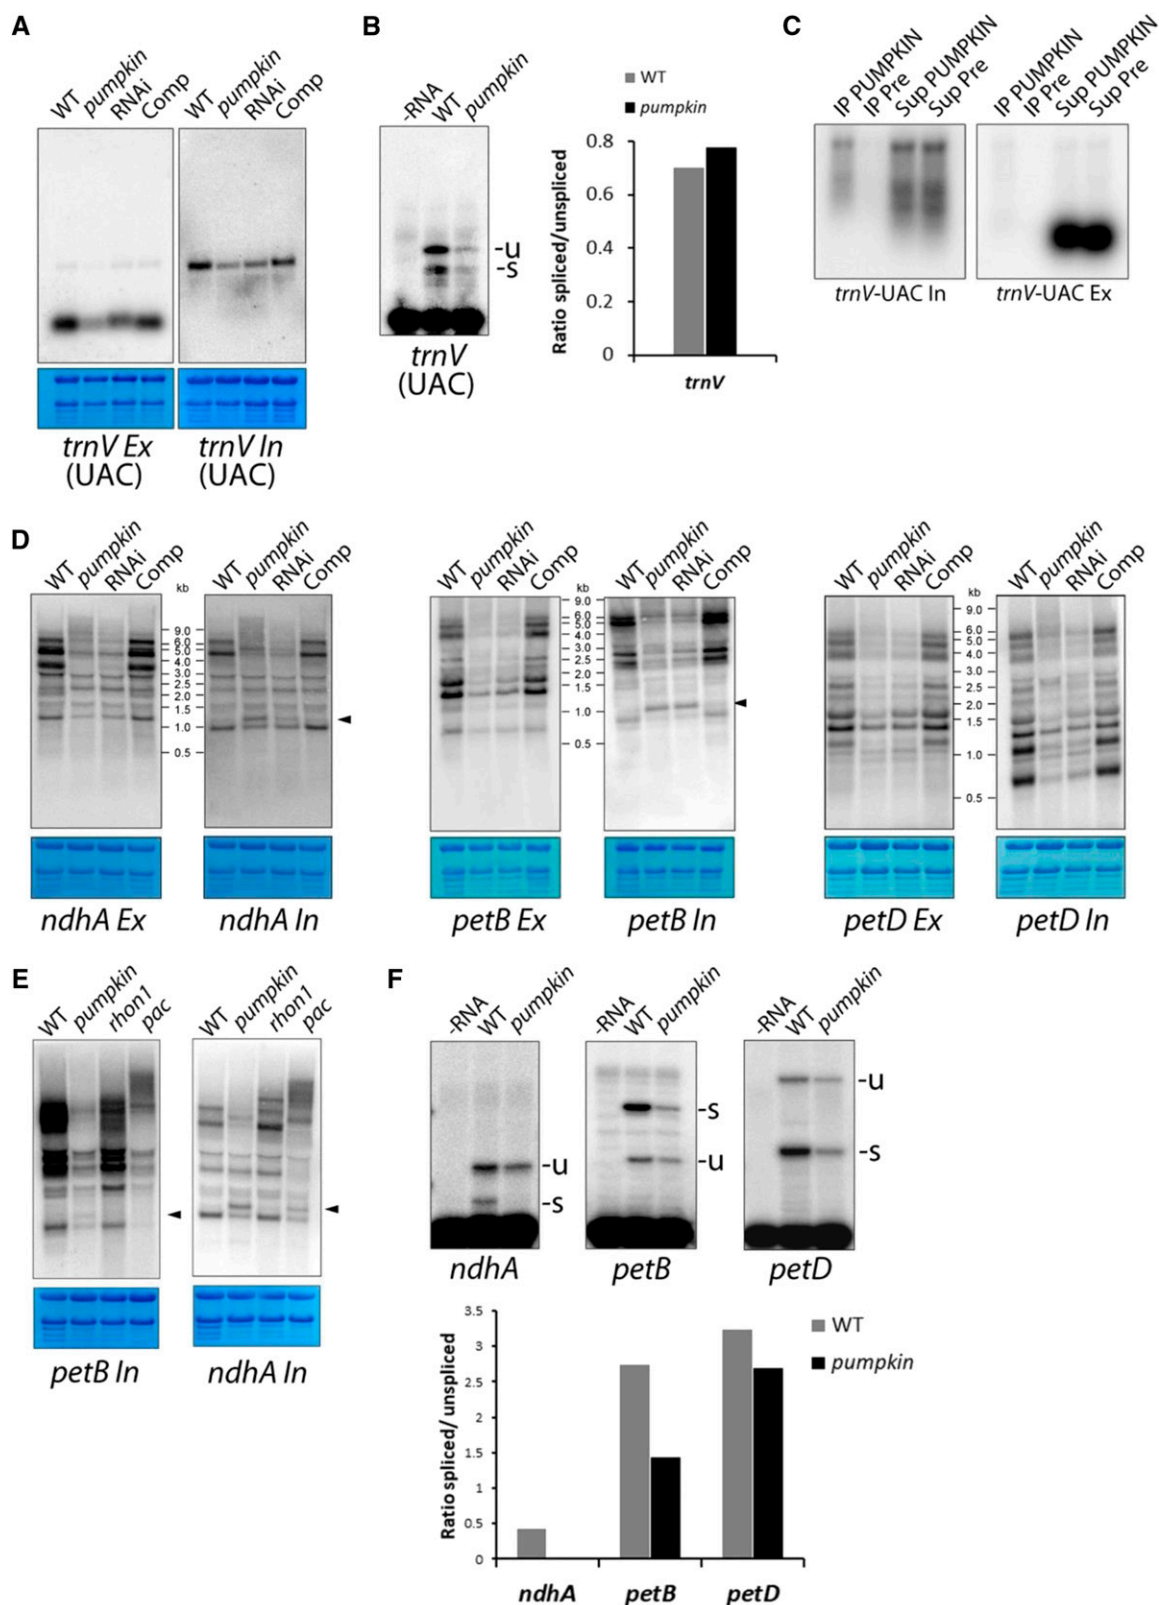 A
WT
pumpkin
RNAi
Comp
WT
pumpkin
RNAi
Comp
trnV Ex
(UAC)
trnV In
(UAC)
B
-RNA
WT
pumpkin
-u
-s
trnV
(UAC)
WT
pumpkin
Ratio spliced/unspliced
0.8
0.6
0.4
0.2
0
trnV
C
IP PUMPKIN
IP Pre
Sup PUMPKIN
Sup Pre
IP PUMPKIN
IP Pre
Sup PUMPKIN
Sup Pre
trnV-UAC In
trnV-UAC Ex
D
WT
pumpkin
RNAi
Comp
kb
9.0
6.0
5.0
4.0
3.0
2.5
2.0
1.5
1.0
0.5
WT
pumpkin
RNAi
Comp
ndhA Ex
ndhA In
WT
pumpkin
RNAi
Comp
kb
9.0
6.0
5.0
4.0
3.0
2.5
2.0
1.5
1.0
0.5
WT
pumpkin
RNAi
Comp
petB Ex
petB In
WT
pumpkin
RNAi
Comp
kb
9.0
6.0
5.0
4.0
3.0
2.5
2.0
1.5
1.0
0.5
WT
pumpkin
RNAi
Comp
petD Ex
petD In
E
WT
pumpkin
rhon1
pac
WT
pumpkin
rhon1
pac
petB In
ndhA In
F
-RNA
WT
pumpkin
-u
-s
ndhA
-RNA
WT
pumpkin
-s
-u
petB
-RNA
WT
pumpkin
-u
-s
petD
Ratio spliced/ unspliced
3.5
3
2.5
2
1.5
1
0.5
0
WT
pumpkin
ndhA
petB
petD